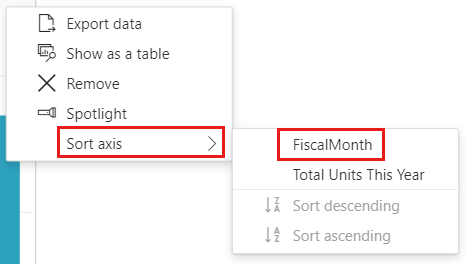 Export data
Show as a table
Remove
Spotlight
Sort axis
FiscalMonth
Total Units This Year
Sort descending
Sort ascending